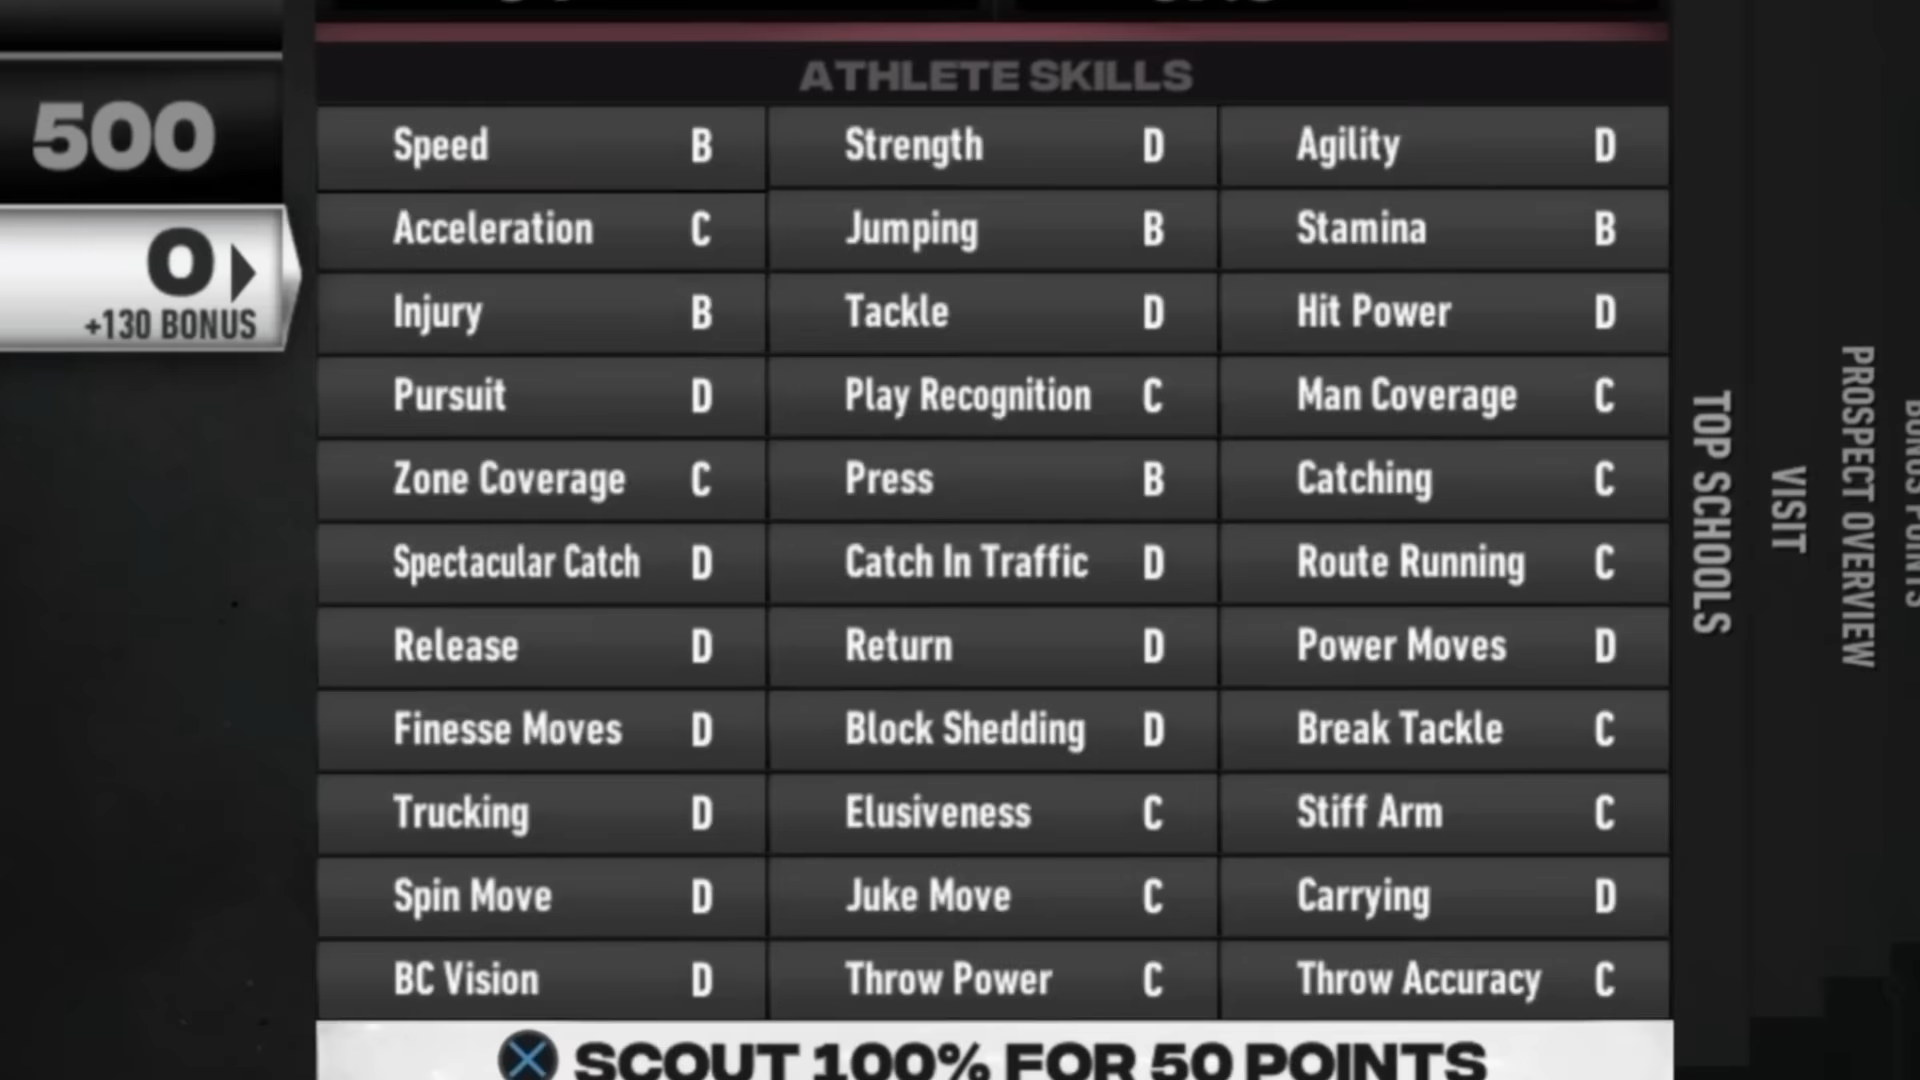 500
0
+130 BONUS
ATHLETE SKILLS
Speed B Strength D Agility D
Acceleration C Jumping B Stamina B
Injury B Tackle D Hit Power D
Pursuit D Play Recognition C Man Coverage C
Zone Coverage C Press B Catching C
Spectacular Catch D Catch In Traffic D Route Running C
Release D Return D Power Moves D
Finesse Moves D Block Shedding D Break Tackle C
Trucking D Elusiveness C Stiff Arm C
Spin Move D Juke Move C Carrying D
BC Vision D Throw Power C Throw Accuracy C
SCOUT 100% FOR 50 POINTS
TOP SCHOOLS
VISIT
PROSPECT OVERVIEW
BONUS POINTS